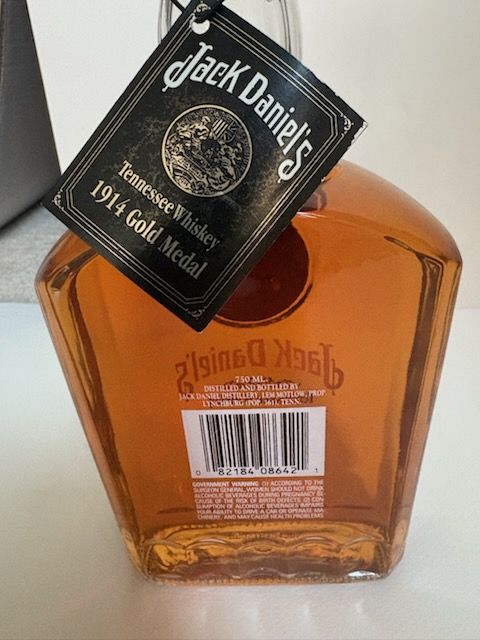 Jack Daniel's
Tennessee Whiskey
1914 Gold Medal
Jack Daniel's
750 ML.
DISTILLED AND BOTTLED BY
JACK DANIEL DISTILLERY, LEM MOTLOW, PROP.
LYNCHBURG (POP. 361), TENN.
0 82184 08642 1
GOVERNMENT WARNING: (1) ACCORDING TO THE
SURGEON GENERAL, WOMEN SHOULD NOT DRINK
ALCOHOLIC BEVERAGES DURING PREGNANCY BE-
CAUSE OF THE RISK OF BIRTH DEFECTS. (2) CON-
SUMPTION OF ALCOHOLIC BEVERAGES IMPAIRS
YOUR ABILITY TO DRIVE A CAR OR OPERATE MA-
CHINERY, AND MAY CAUSE HEALTH PROBLEMS.